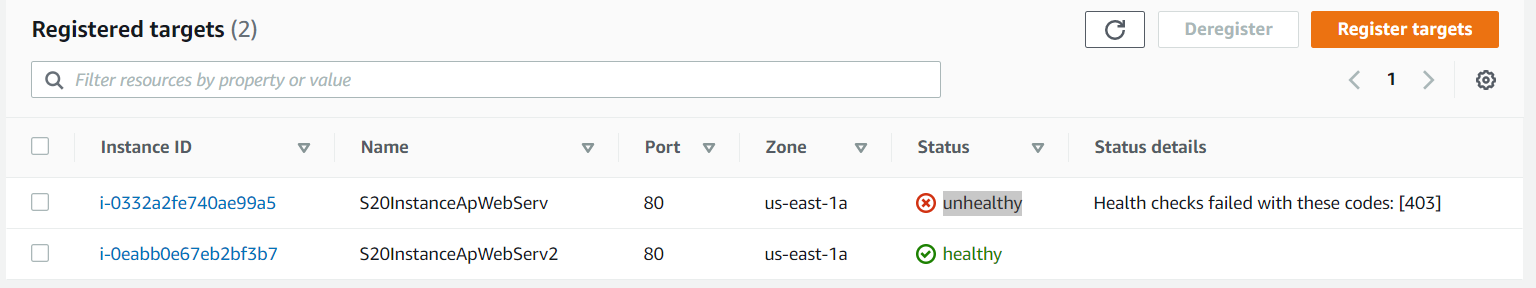 Registered targets (2)
Deregister
Register targets
Filter resources by property or value
1
Instance ID Name Port Zone Status Status details
i-0332a2fe740ae99a5 S20InstanceApWebServ 80 us-east-1a unhealthy Health checks failed with these codes: [403]
i-0eabb0e67eb2bf3b7 S20InstanceApWebServ2 80 us-east-1a healthy